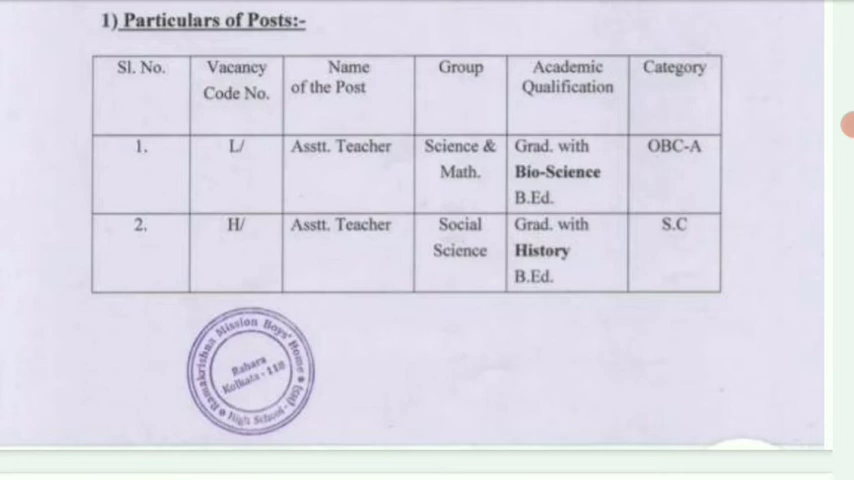 1) Particulars of Posts:-
Sl. No. Vacancy Code No. Name of the Post Group Academic Qualification Category
1. L/ Asstt. Teacher Science & Math. Grad. with Bio-Science B.Ed. OBC-A
2. H/ Asstt. Teacher Social Science Grad. with History B.Ed. S.C
Ramakrishna Mission Boys' Home
High School
Rahara
Kolkata - 118